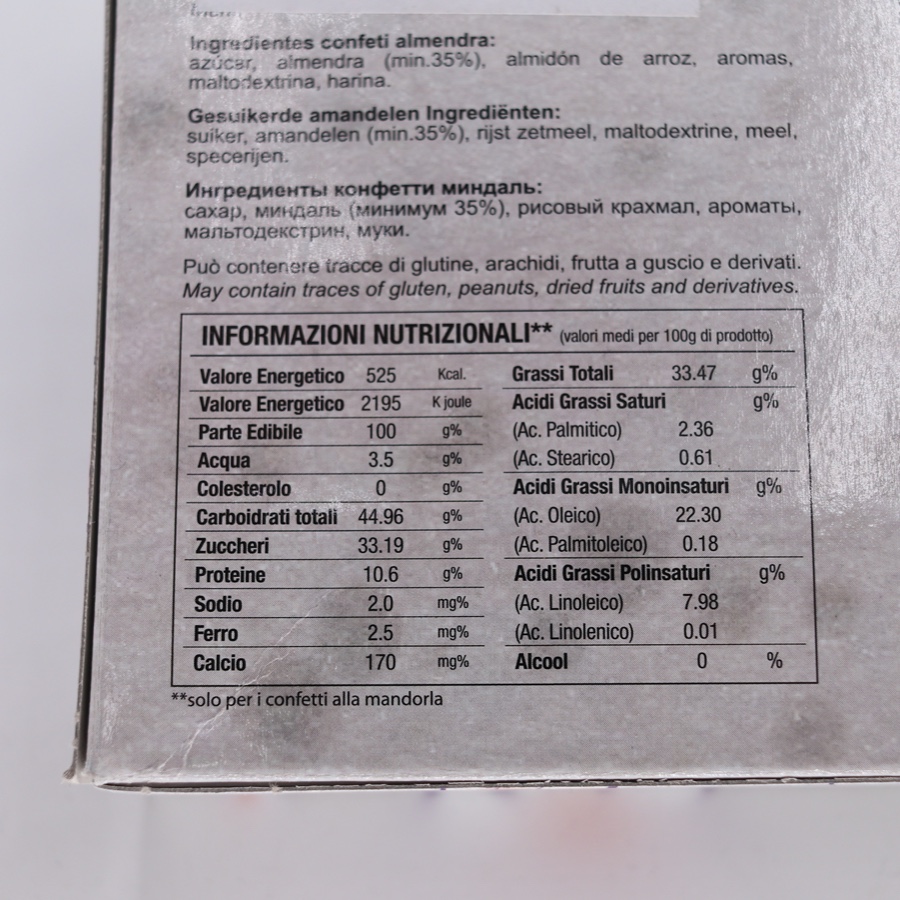 Ingredientes confeti almendra:
azúcar, almendra (min.35%), almidón de arroz, aromas,
maltodextrina, harina.
Gesuikerde amandelen Ingrediënten:
suiker, amandelen (min.35%), rijst zetmeel, maltodextrine, meel,
specerijen.
Ингредиенты конфетти миндаль:
сахар, миндаль (минимум 35%), рисовый крахмал, ароматы,
мальтодекстрин, муки.
Può contenere tracce di glutine, arachidi, frutta a guscio e derivati.
May contain traces of gluten, peanuts, dried fruits and derivatives.
INFORMAZIONI NUTRIZIONALI** (valori medi per 100g di prodotto)
Valore Energetico 525 Kcal.
Valore Energetico 2195 K joule
Parte Edibile 100 g%
Acqua 3.5 g%
Colesterolo 0 g%
Carboidrati totali 44.96 g%
Zuccheri 33.19 g%
Proteine 10.6 g%
Sodio 2.0 mg%
Ferro 2.5 mg%
Calcio 170 mg%
Grassi Totali 33.47 g%
Acidi Grassi Saturi g%
(Ac. Palmitico) 2.36
(Ac. Stearico) 0.61
Acidi Grassi Monoinsaturi g%
(Ac. Oleico) 22.30
(Ac. Palmitoleico) 0.18
Acidi Grassi Polinsaturi g%
(Ac. Linoleico) 7.98
(Ac. Linolenico) 0.01
Alcool 0 %
**solo per i confetti alla mandorla